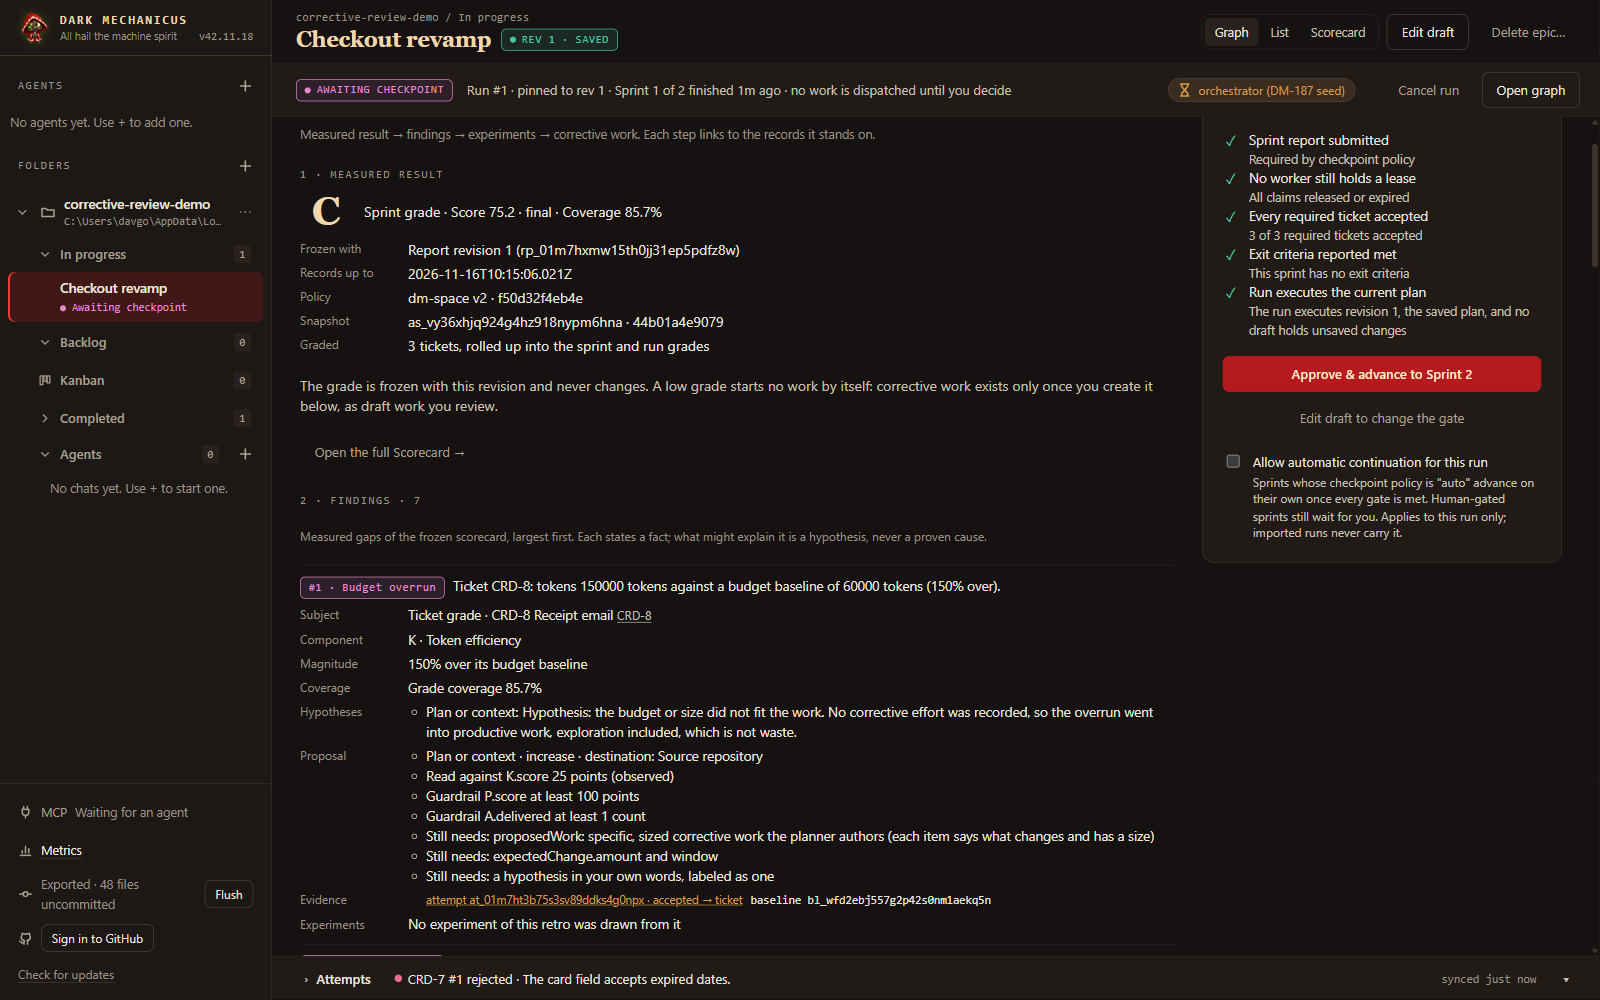 DARK MECHANICUS
All hail the machine spirit v42.11.18
AGENTS
No agents yet. Use + to add one.
FOLDERS
corrective-review-demo
C:\Users\davgo\AppData\Lo...
In progress 1
Checkout revamp
Awaiting checkpoint
Backlog 0
Kanban 0
Completed 1
Agents 0
No chats yet. Use + to start one.
MCP Waiting for an agent
Metrics
Exported · 48 files
uncommitted
Flush
Sign in to GitHub
Check for updates
corrective-review-demo / In progress
Checkout revamp
REV 1 · SAVED
Graph List Scorecard
Edit draft
Delete epic...
AWAITING CHECKPOINT
Run #1 · pinned to rev 1 · Sprint 1 of 2 finished 1m ago · no work is dispatched until you decide
orchestrator (DM-187 seed)
Cancel run
Open graph
Measured result → findings → experiments → corrective work. Each step links to the records it stands on.
1 · MEASURED RESULT
C Sprint grade · Score 75.2 · final · Coverage 85.7%
Frozen with Report revision 1 (rp_01m7hxmw15th0jj31ep5pdfz8w)
Records up to 2026-11-16T10:15:06.021Z
Policy dm-space v2 · f50d32f4eb4e
Snapshot as_vy36xhjq924g4hz918nypm6hna · 44b01a4e9079
Graded 3 tickets, rolled up into the sprint and run grades
The grade is frozen with this revision and never changes. A low grade starts no work by itself: corrective work exists only once you create it
below, as draft work you review.
Open the full Scorecard →
2 · FINDINGS · 7
Measured gaps of the frozen scorecard, largest first. Each states a fact; what might explain it is a hypothesis, never a proven cause.
#1 · Budget overrun Ticket CRD-8: tokens 150000 tokens against a budget baseline of 60000 tokens (150% over).
Subject Ticket grade · CRD-8 Receipt email CRD-8
Component K · Token efficiency
Magnitude 150% over its budget baseline
Coverage Grade coverage 85.7%
Hypotheses Plan or context: Hypothesis: the budget or size did not fit the work. No corrective effort was recorded, so the overrun went
into productive work, exploration included, which is not waste.
Proposal Plan or context · increase · destination: Source repository
Read against K.score 25 points (observed)
Guardrail P.score at least 100 points
Guardrail A.delivered at least 1 count
Still needs: proposedWork: specific, sized corrective work the planner authors (each item says what changes and has a size)
Still needs: expectedChange.amount and window
Still needs: a hypothesis in your own words, labeled as one
Evidence attempt at_01m7ht3b75s3sv89ddks4g0npx · accepted → ticket baseline bl_wfd2ebj557g2p42s0nm1aekq5n
Experiments No experiment of this retro was drawn from it
Sprint report submitted
Required by checkpoint policy
No worker still holds a lease
All claims released or expired
Every required ticket accepted
3 of 3 required tickets accepted
Exit criteria reported met
This sprint has no exit criteria
Run executes the current plan
The run executes revision 1, the saved plan, and no
draft holds unsaved changes
Approve & advance to Sprint 2
Edit draft to change the gate
Allow automatic continuation for this run
Sprints whose checkpoint policy is "auto" advance on
their own once every gate is met. Human-gated
sprints still wait for you. Applies to this run only;
imported runs never carry it.
Attempts CRD-7 #1 rejected · The card field accepts expired dates.
synced just now